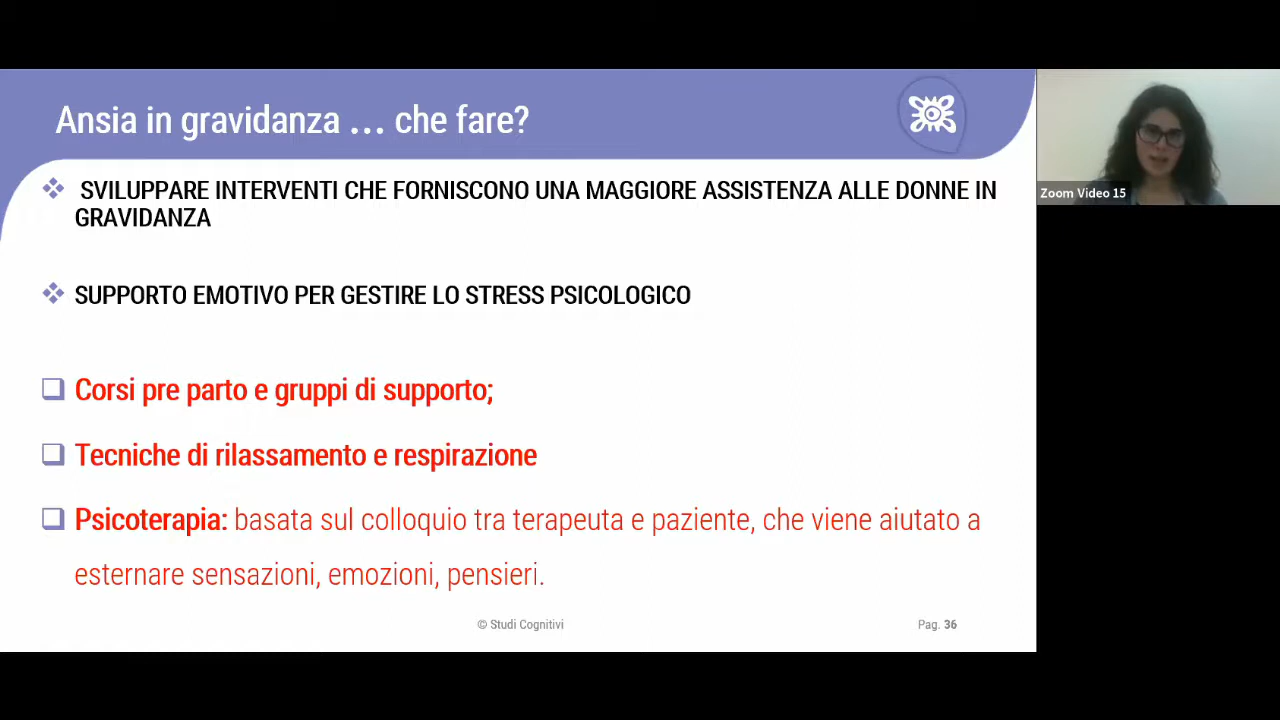 Ansia in gravidanza ... che fare?
SVILUPPARE INTERVENTI CHE FORNISCONO UNA MAGGIORE ASSISTENZA ALLE DONNE IN
GRAVIDANZA
SUPPORTO EMOTIVO PER GESTIRE LO STRESS PSICOLOGICO
Corsi pre parto e gruppi di supporto;
Tecniche di rilassamento e respirazione
Psicoterapia: basata sul colloquio tra terapeuta e paziente, che viene aiutato a
esternare sensazioni, emozioni, pensieri.
© Studi Cognitivi
Pag. 36
Zoom Video 15